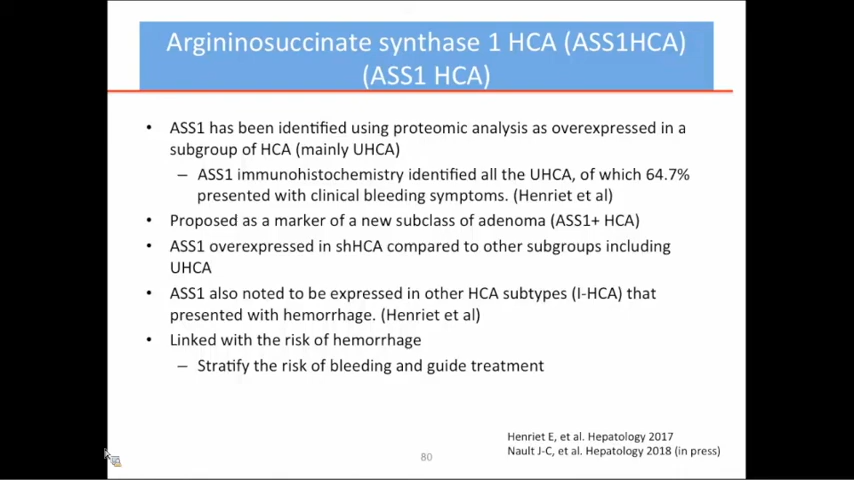 Argininosuccinate synthase 1 HCA (ASS1HCA)
(ASS1 HCA)
• ASS1 has been identified using proteomic analysis as overexpressed in a
subgroup of HCA (mainly UHCA)
– ASS1 immunohistochemistry identified all the UHCA, of which 64.7%
presented with clinical bleeding symptoms. (Henriet et al)
• Proposed as a marker of a new subclass of adenoma (ASS1+ HCA)
• ASS1 overexpressed in shHCA compared to other subgroups including
UHCA
• ASS1 also noted to be expressed in other HCA subtypes (I-HCA) that
presented with hemorrhage. (Henriet et al)
• Linked with the risk of hemorrhage
– Stratify the risk of bleeding and guide treatment
Henriet E, et al. Hepatology 2017
Nault J-C, et al. Hepatology 2018 (in press)
80